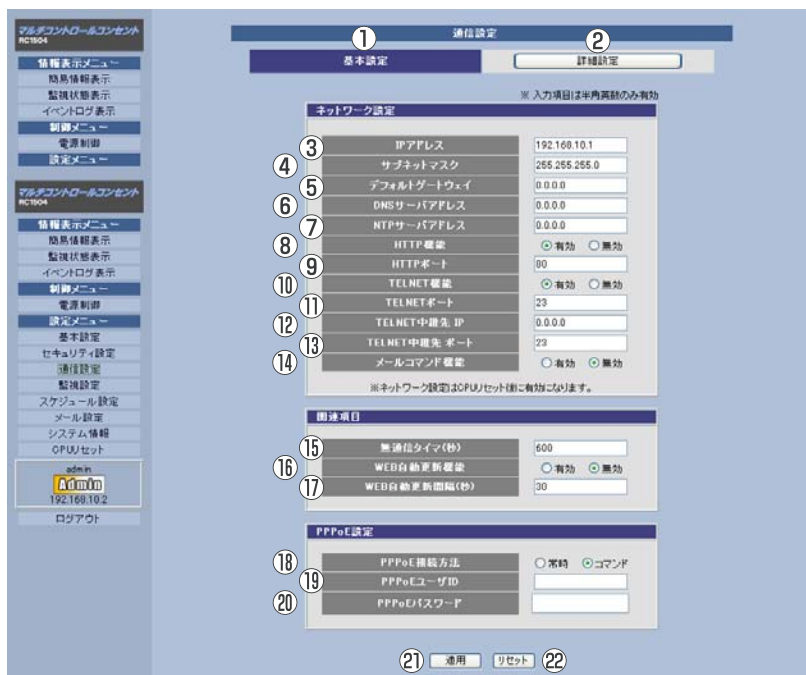 マルチコントロールコンセント
RC1504
情報表示メニュー
簡易情報表示
監視状態表示
イベントログ表示
制御メニュー
電源制御
設定メニュー
マルチコントロールコンセント
RC1504
情報表示メニュー
簡易情報表示
監視状態表示
イベントログ表示
制御メニュー
電源制御
設定メニュー
基本設定
セキュリティ設定
通信設定
監視設定
スケジュール設定
メール設定
システム情報
CPUリセット
admin
Admin
192.168.10.2
ログアウト
通信設定
① 基本設定
② 詳細設定
※ 入力項目は半角英数のみ有効
ネットワーク設定
③ IPアドレス 192.168.10.1
④ サブネットマスク 255.255.255.0
⑤ デフォルトゲートウェイ 0.0.0.0
⑥ DNSサーバアドレス 0.0.0.0
⑦ NTPサーバアドレス 0.0.0.0
⑧ HTTP機能 有効 無効
⑨ HTTPポート 80
⑩ TELNET機能 有効 無効
⑪ TELNETポート 23
⑫ TELNET中継先 IP 0.0.0.0
⑬ TELNET中継先 ポート 23
⑭ メールコマンド機能 有効 無効
※ネットワーク設定はCPUリセット後に有効になります。
関連項目
⑮ 無通信タイマ(秒) 600
⑯ WEB自動更新機能 有効 無効
⑰ WEB自動更新間隔(秒) 30
PPPoE設定
⑱ PPPoE接続方法 常時 コマンド
⑲ PPPoEユーザID
⑳ PPPoEパスワード
㉑ 適用 リセット ㉒